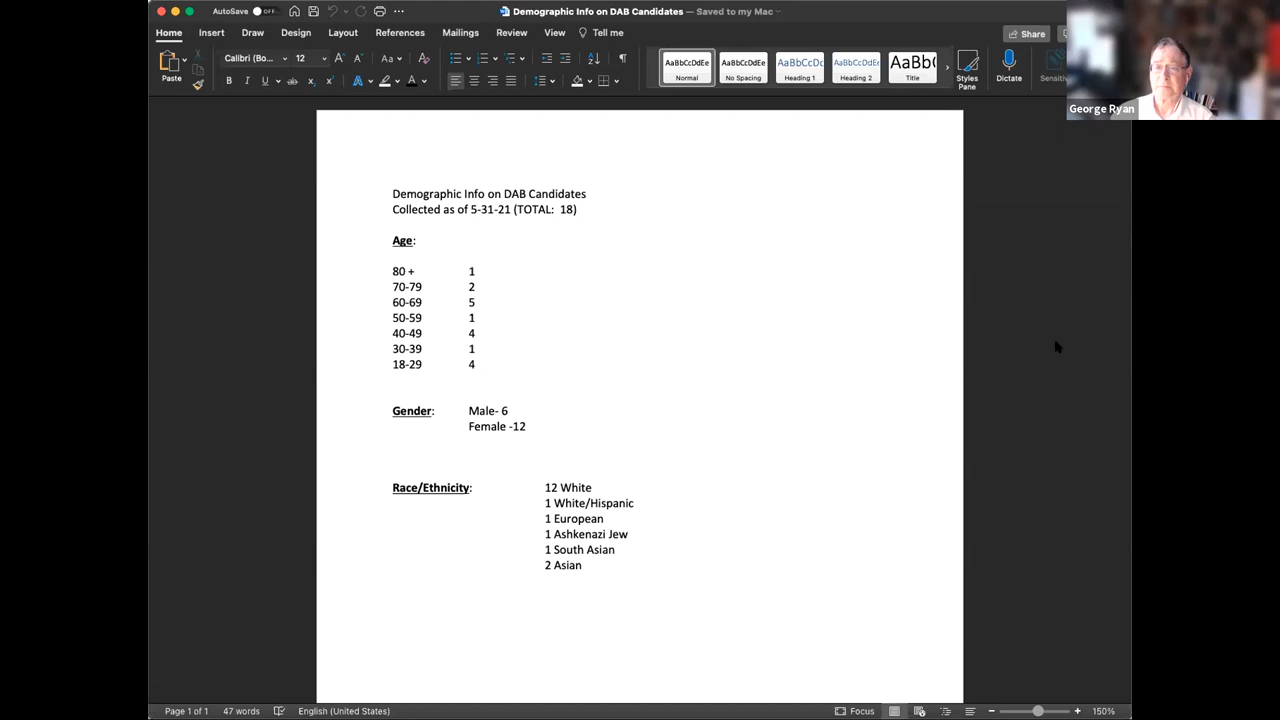 AutoSave OFF
Demographic Info on DAB Candidates — Saved to my Mac
Home Insert Draw Design Layout References Mailings Review View Tell me
Share
Calibri (Bo... 12
Paste
AaBbCcDdEe AaBbCcDdEe AaBbCcDc AaBbCcDdEe AaBb(
Normal No Spacing Heading 1 Heading 2 Title
Styles Pane
Dictate
George Ryan
Demographic Info on DAB Candidates
Collected as of 5-31-21 (TOTAL: 18)
Age:
80 + 1
70-79 2
60-69 5
50-59 1
40-49 4
30-39 1
18-29 4
Gender: Male- 6
Female -12
Race/Ethnicity: 12 White
1 White/Hispanic
1 European
1 Ashkenazi Jew
1 South Asian
2 Asian
Page 1 of 1 47 words English (United States) Focus 150%